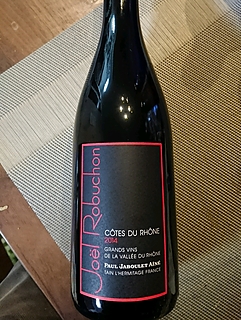 Joël Robuchon
CÔTES DU RHÔNE
2014
GRANDS VINS
DE LA VALLÉE DU RHÔNE
PAUL JABOULET AÎNÉ
TAIN L'HERMITAGE FRANCE